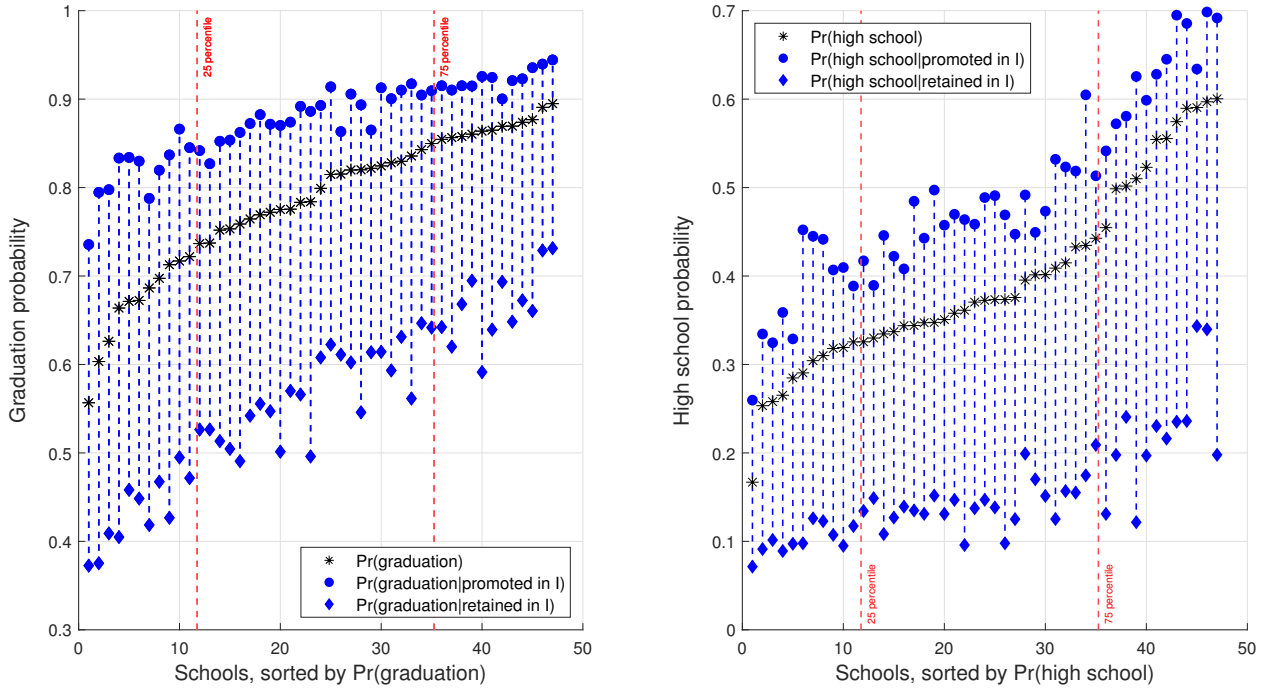 1
0.9
0.8
0.7
0.6
0.5
0.4
0.3
0
10
20
30
40
50
Graduation probability
Schools, sorted by Pr(graduation)
25 percentile
75 percentile
Pr(graduation)
Pr(graduation|promoted in I)
Pr(graduation|retained in I)
0.7
0.6
0.5
0.4
0.3
0.2
0.1
0
0
10
20
30
40
50
High school probability
Schools, sorted by Pr(high school)
Pr(high school)
Pr(high school|promoted in I)
Pr(high school|retained in I)
25 percentile
75 percentile